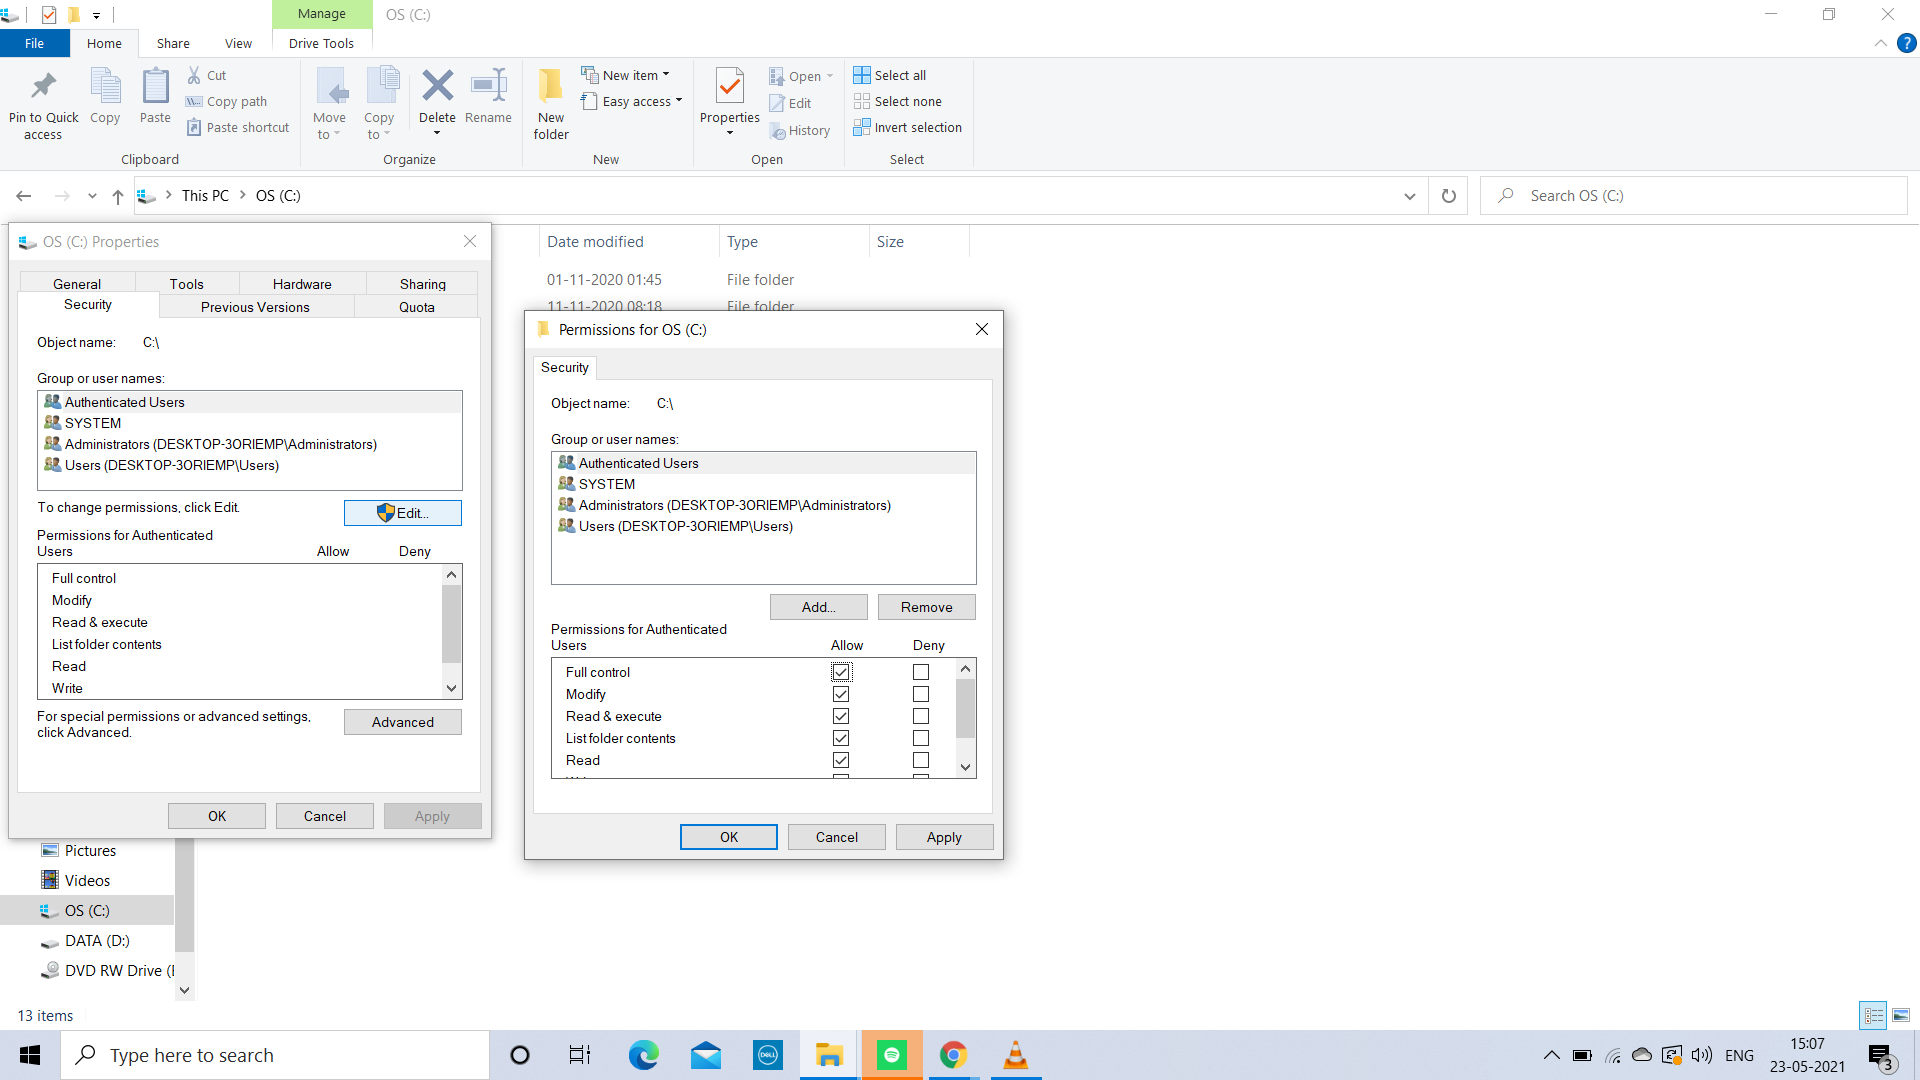 Manage
OS (C:)
File
Home
Share
View
Drive Tools
Pin to Quick access
Copy
Paste
Cut
Copy path
Paste shortcut
Clipboard
Move to
Copy to
Delete
Rename
Organize
New folder
New item
Easy access
New
Properties
Open
Edit
History
Open
Select all
Select none
Invert selection
Select
This PC
OS (C:)
Search OS (C:)
Date modified
Type
Size
01-11-2020 01:45
File folder
11-11-2020 08:18
File folder
OS (C:) Properties
General
Tools
Hardware
Sharing
Security
Previous Versions
Quota
Object name: C:\
Group or user names:
Authenticated Users
SYSTEM
Administrators (DESKTOP-3ORIEMP\Administrators)
Users (DESKTOP-3ORIEMP\Users)
To change permissions, click Edit.
Edit...
Permissions for Authenticated
Users
Allow
Deny
Full control
Modify
Read & execute
List folder contents
Read
Write
For special permissions or advanced settings,
click Advanced.
Advanced
OK
Cancel
Apply
Permissions for OS (C:)
Security
Object name: C:\
Group or user names:
Authenticated Users
SYSTEM
Administrators (DESKTOP-3ORIEMP\Administrators)
Users (DESKTOP-3ORIEMP\Users)
Add...
Remove
Permissions for Authenticated
Users
Allow
Deny
Full control
Modify
Read & execute
List folder contents
Read
OK
Cancel
Apply
Pictures
Videos
OS (C:)
DATA (D:)
DVD RW Drive (
13 items
Type here to search
DELL
ENG
15:07
23-05-2021
3